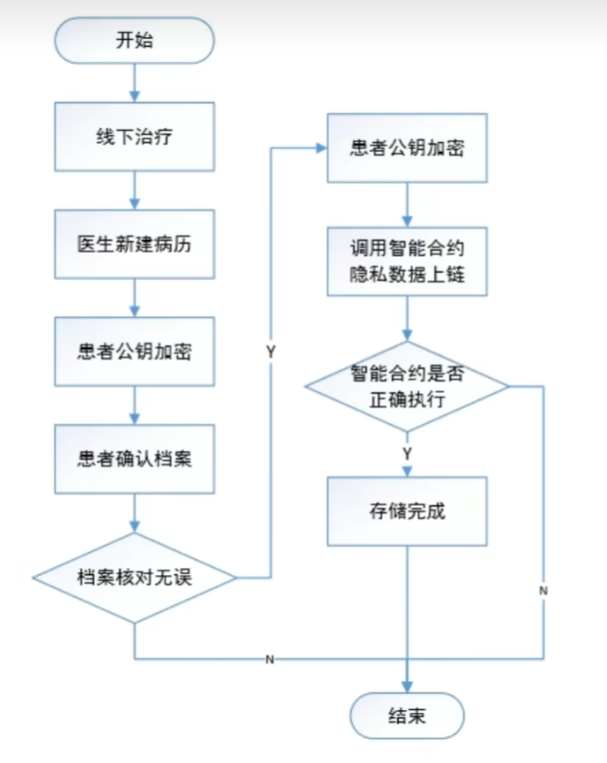 开始
线下治疗
医生新建病历
患者公钥加密
患者确认档案
档案核对无误
Y
N
患者公钥加密
调用智能合约
隐私数据上链
智能合约是否
正确执行
Y
N
存储完成
结束